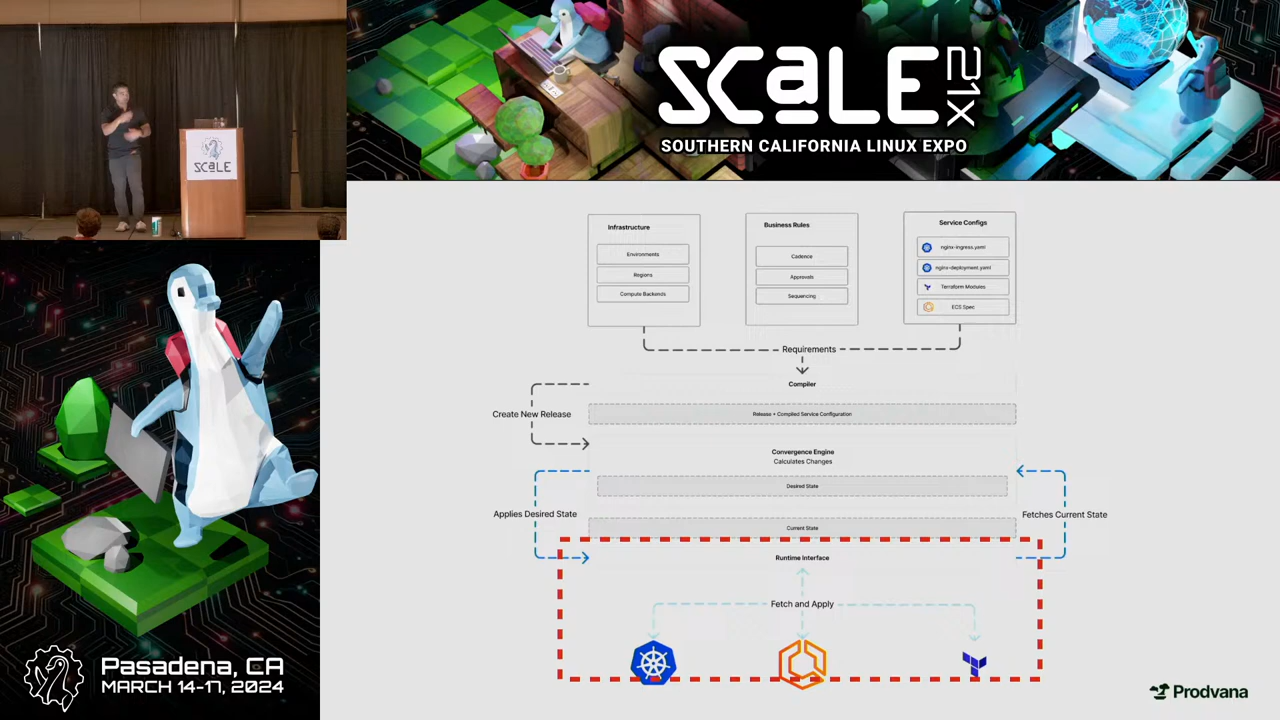 SCaLE 21X
SOUTHERN CALIFORNIA LINUX EXPO
SCaLE
Infrastructure
Environments
Regions
Compute Backends
Business Rules
Cadence
Approvals
Sequencing
Service Configs
nginx-ingress.yaml
nginx-deployment.yaml
Terraform Modules
ECS Spec
Requirements
Compiler
Create New Release
Release + Compiled Service Configuration
Convergence Engine
Calculates Changes
Desired State
Applies Desired State
Fetches Current State
Current State
Runtime Interface
Fetch and Apply
Pasadena, CA
MARCH 14-17, 2024
Prodvana